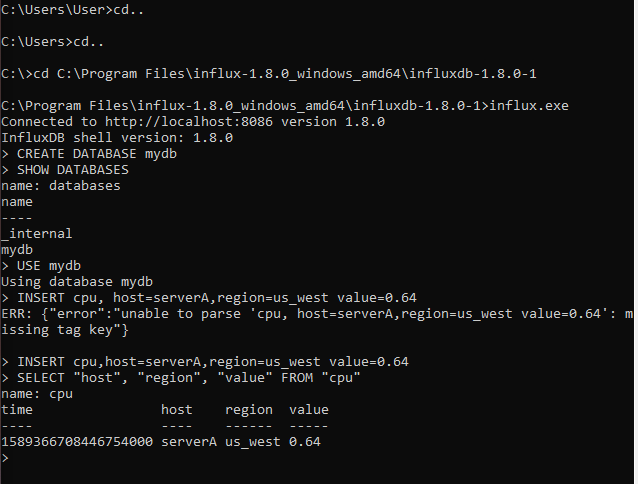 C:\Users\User>cd..
C:\Users>cd..
C:\>cd C:\Program Files\influx-1.8.0_windows_amd64\influxdb-1.8.0-1
C:\Program Files\influx-1.8.0_windows_amd64\influxdb-1.8.0-1>influx.exe
Connected to http://localhost:8086 version 1.8.0
InfluxDB shell version: 1.8.0
> CREATE DATABASE mydb
> SHOW DATABASES
name: databases
name
----
_internal
mydb
> USE mydb
Using database mydb
> INSERT cpu, host=serverA,region=us_west value=0.64
ERR: {"error":"unable to parse 'cpu, host=serverA,region=us_west value=0.64': m
issing tag key"}
> INSERT cpu,host=serverA,region=us_west value=0.64
> SELECT "host", "region", "value" FROM "cpu"
name: cpu
time                host    region  value
----                ----    ------  -----
1589366708446754000 serverA us_west 0.64
>